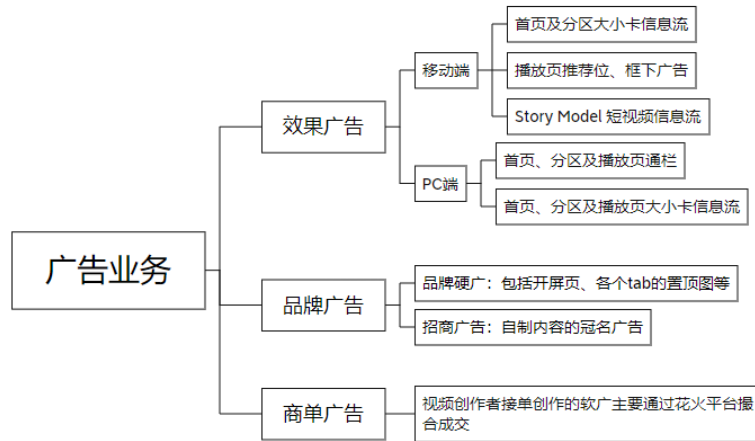 广告业务
效果广告
移动端
首页及分区大小卡信息流
播放页推荐位、框下广告
Story Model 短视频信息流
PC端
首页、分区及播放页通栏
首页、分区及播放页大小卡信息流
品牌广告
品牌硬广：包括开屏页、各个tab的置顶图等
招商广告：自制内容的冠名广告
商单广告
视频创作者接单创作的软广主要通过花火平台撮
合成交